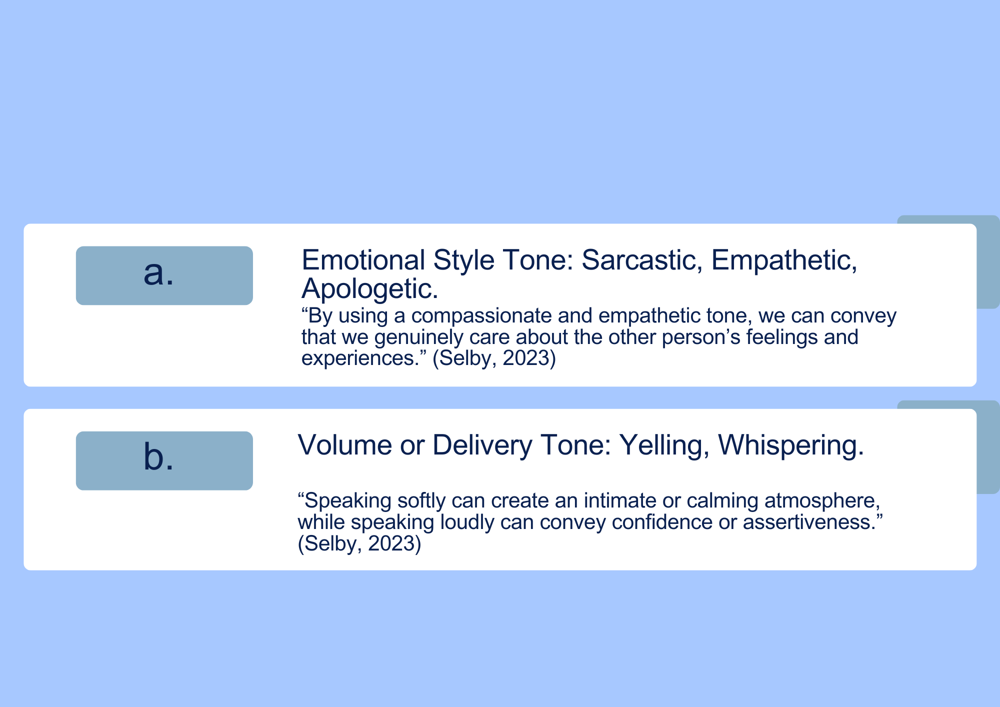 a.
Emotional Style Tone: Sarcastic, Empathetic,
Apologetic.
“By using a compassionate and empathetic tone, we can convey
that we genuinely care about the other person’s feelings and
experiences.” (Selby, 2023)
b.
Volume or Delivery Tone: Yelling, Whispering.
“Speaking softly can create an intimate or calming atmosphere,
while speaking loudly can convey confidence or assertiveness.”
(Selby, 2023)